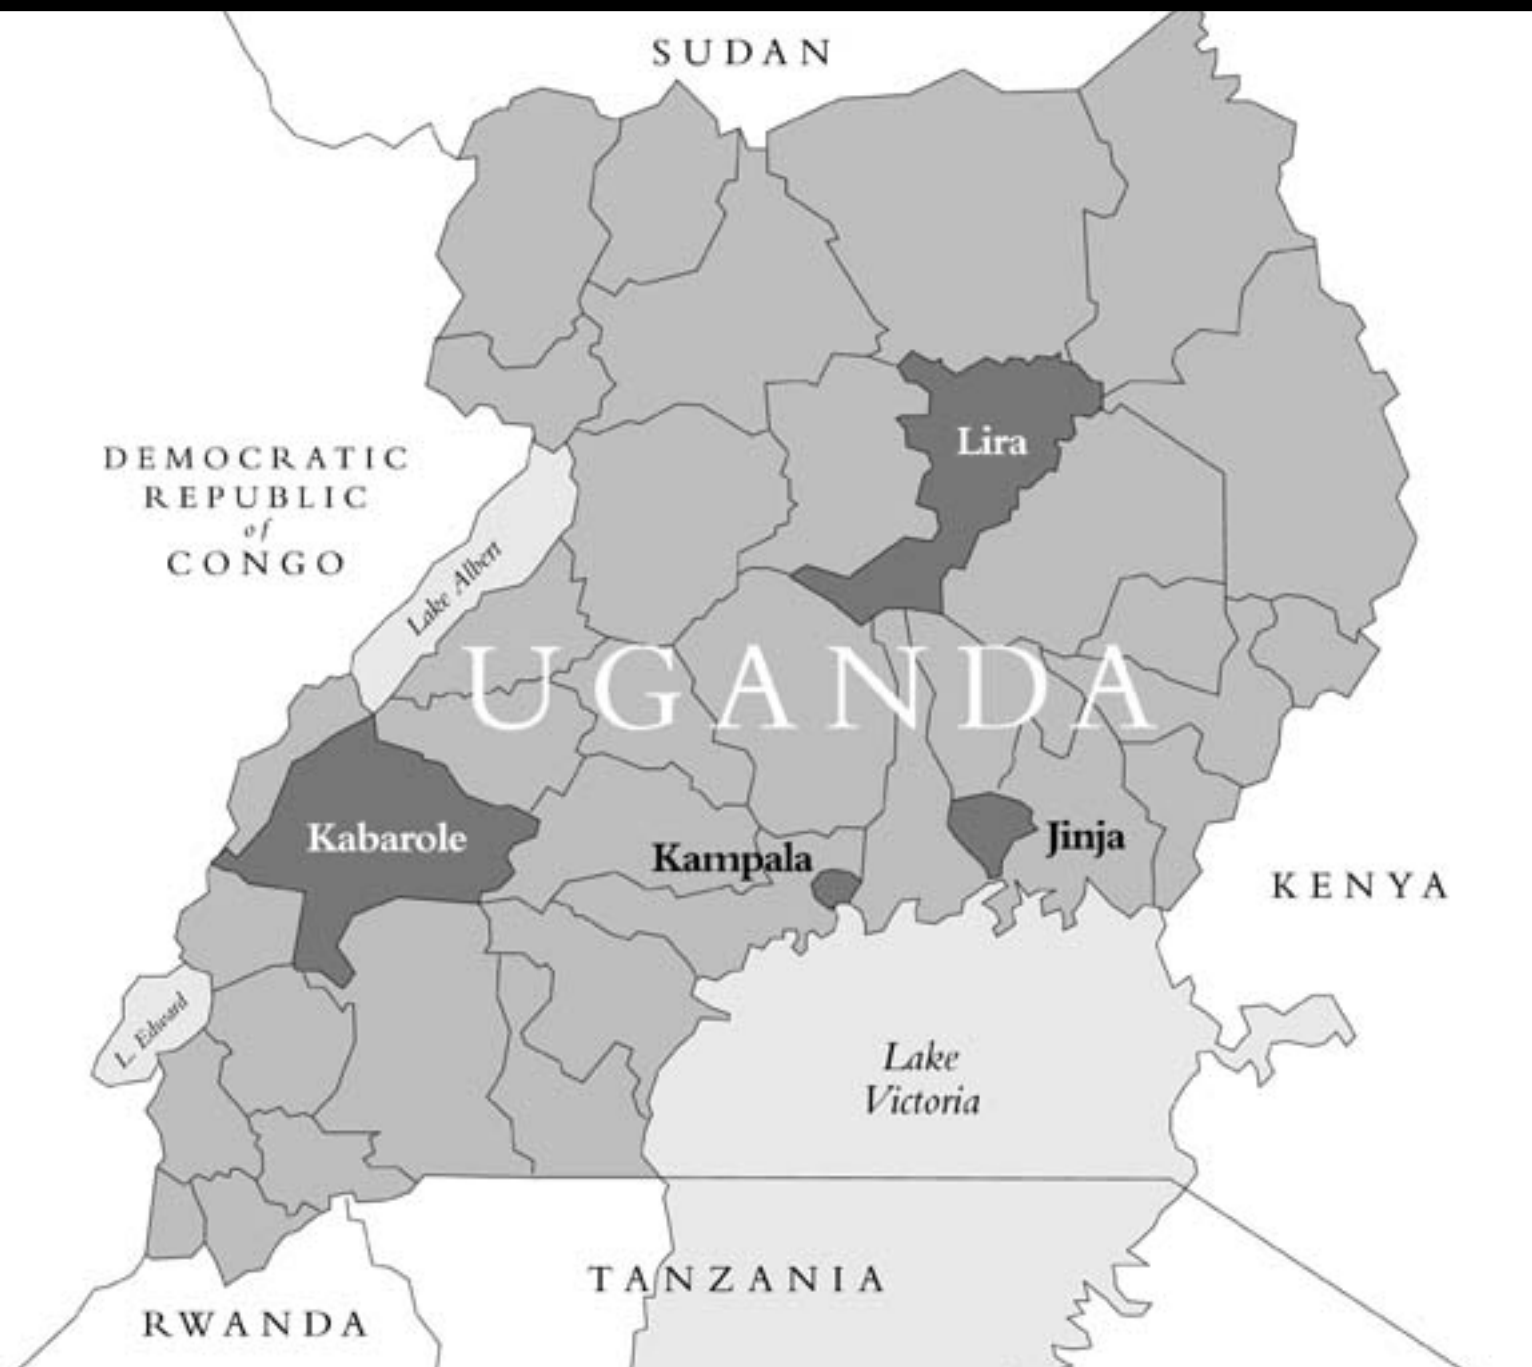 SUDAN
DEMOCRATIC
REPUBLIC
of
CONGO
Lira
Lake Albert
UGANDA
Kabarole
Kampala
Jinja
KENYA
L. Edward
Lake
Victoria
TANZANIA
RWANDA